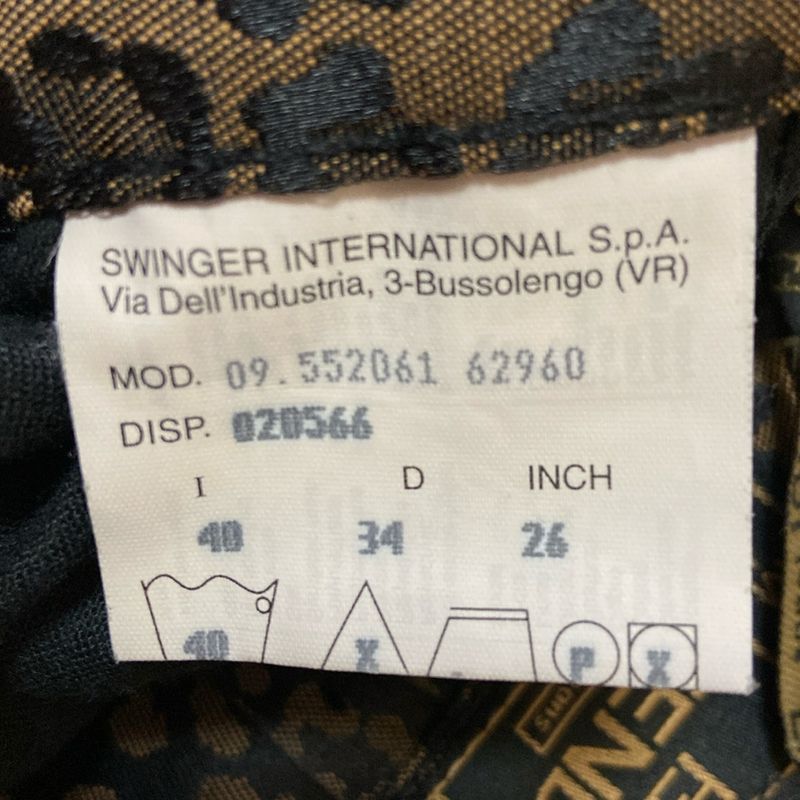 SWINGER INTERNATIONAL S.p.A.
Via Dell'Industria, 3-Bussolengo (VR)
MOD. 09.552061 62960
DISP. 020566
I D INCH
40 34 26
40 X P X